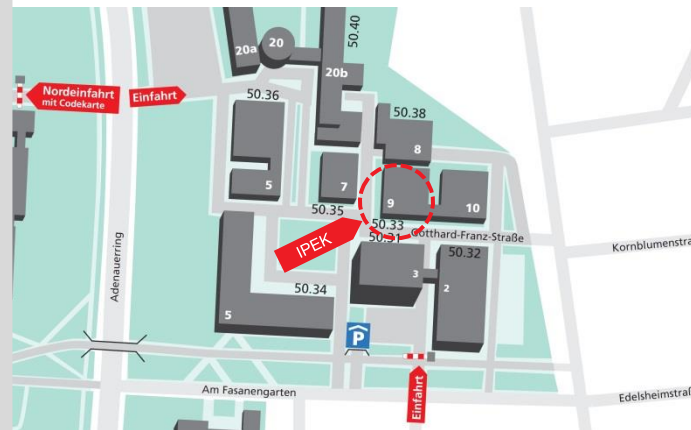 20a
20
50.40
20b
Nordeinfahrt
mit Codekarte
Einfahrt
50.36
50.38
8
5
7
9
10
50.35
50.33
Gotthard-Franz-Straße
50.31
IPEK
50.32
Kornblumenstra
Adenauerring
3
2
50.34
5
P
Am Fasanengarten
Einfahrt
Edelsheimstraß